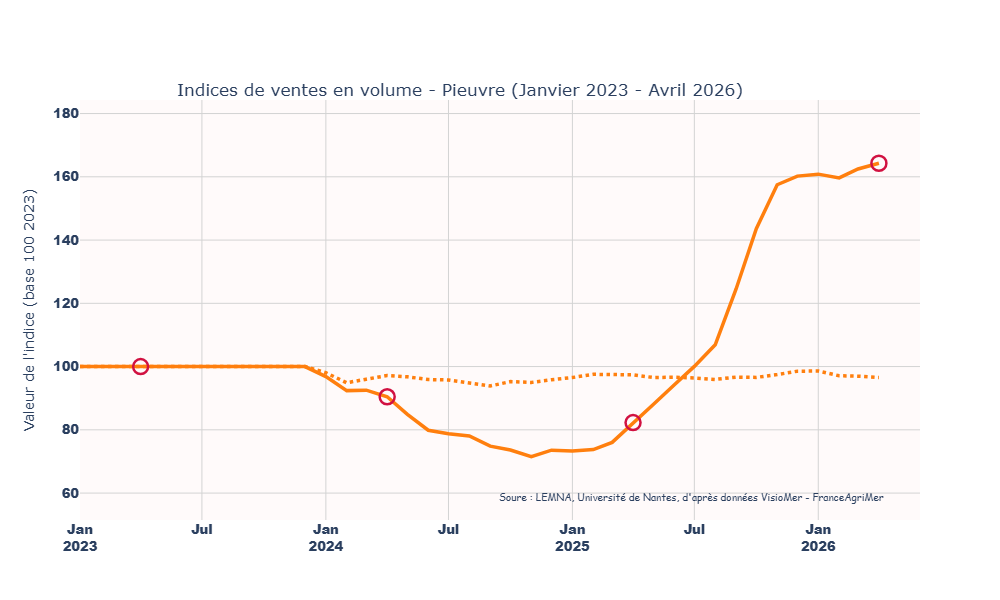 Indices de ventes en volume - Pieuvre (Janvier 2023 - Avril 2026)
Valeur de l'indice (base 100 2023)
180
160
140
120
100
80
60
Soure : LEMNA, Université de Nantes, d'après données VisioMer - FranceAgriMer
Jan Jul Jan Jul Jan Jul Jan
2023 2024 2025 2026